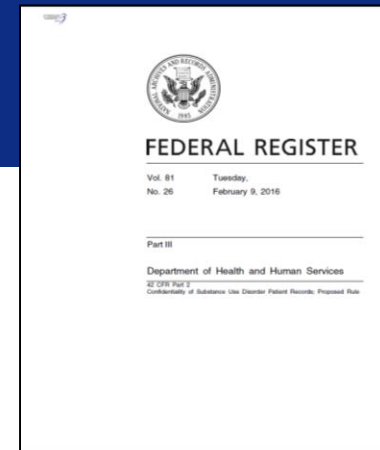 FEDERAL REGISTER
Vol. 81 Tuesday,
No. 26 February 9, 2016
Part III
Department of Health and Human Services
42 CFR Part 2
Confidentiality of Substance Use Disorder Patient Records; Proposed Rule